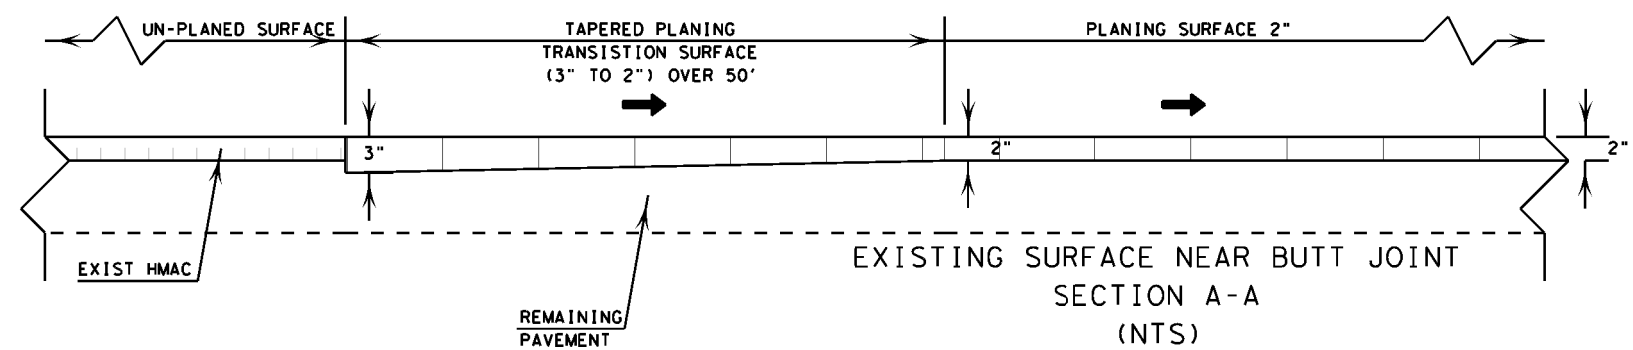 UN-PLANED SURFACE
TAPERED PLANING
TRANSISTION SURFACE
(3" TO 2") OVER 50'
PLANING SURFACE 2"
3"
2"
2"
EXIST HMAC
REMAINING
PAVEMENT
EXISTING SURFACE NEAR BUTT JOINT
SECTION A-A
(NTS)